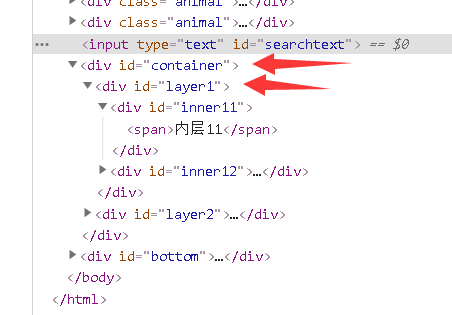 <div class="animal">…</div>
<div class="animal">…</div>
<input type="text" id="searchtext"> == $0
<div id="container">
<div id="layer1">
<div id="inner11">
<span>内层11</span>
</div>
<div id="inner12">…</div>
</div>
<div id="layer2">…</div>
</div>
<div id="bottom">…</div>
</body>
</html>